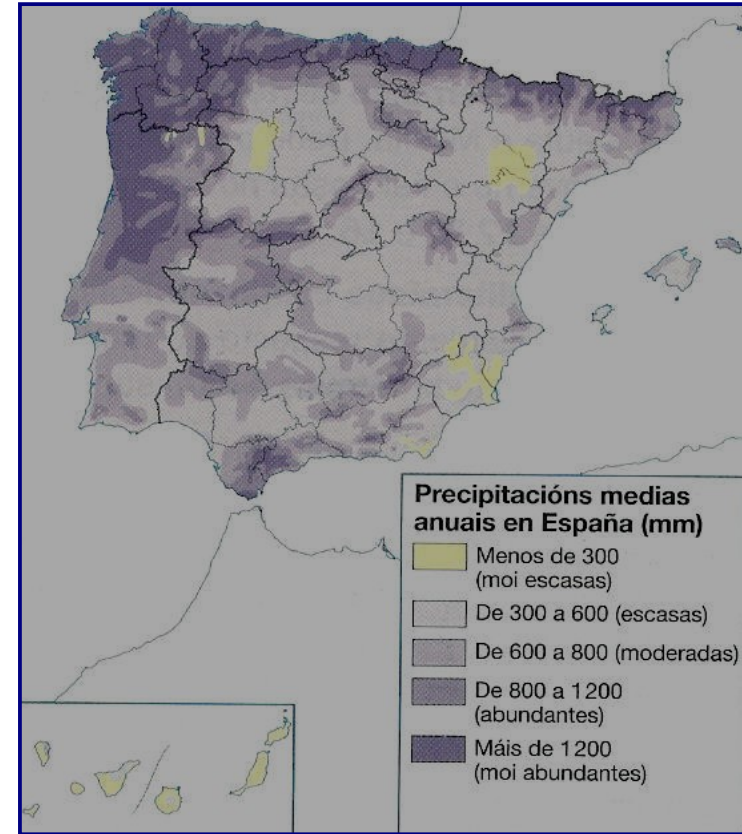 Precipitacións medias
anuais en España (mm)
Menos de 300
(moi escasas)
De 300 a 600 (escasas)
De 600 a 800 (moderadas)
De 800 a 1200
(abundantes)
Máis de 1200
(moi abundantes)